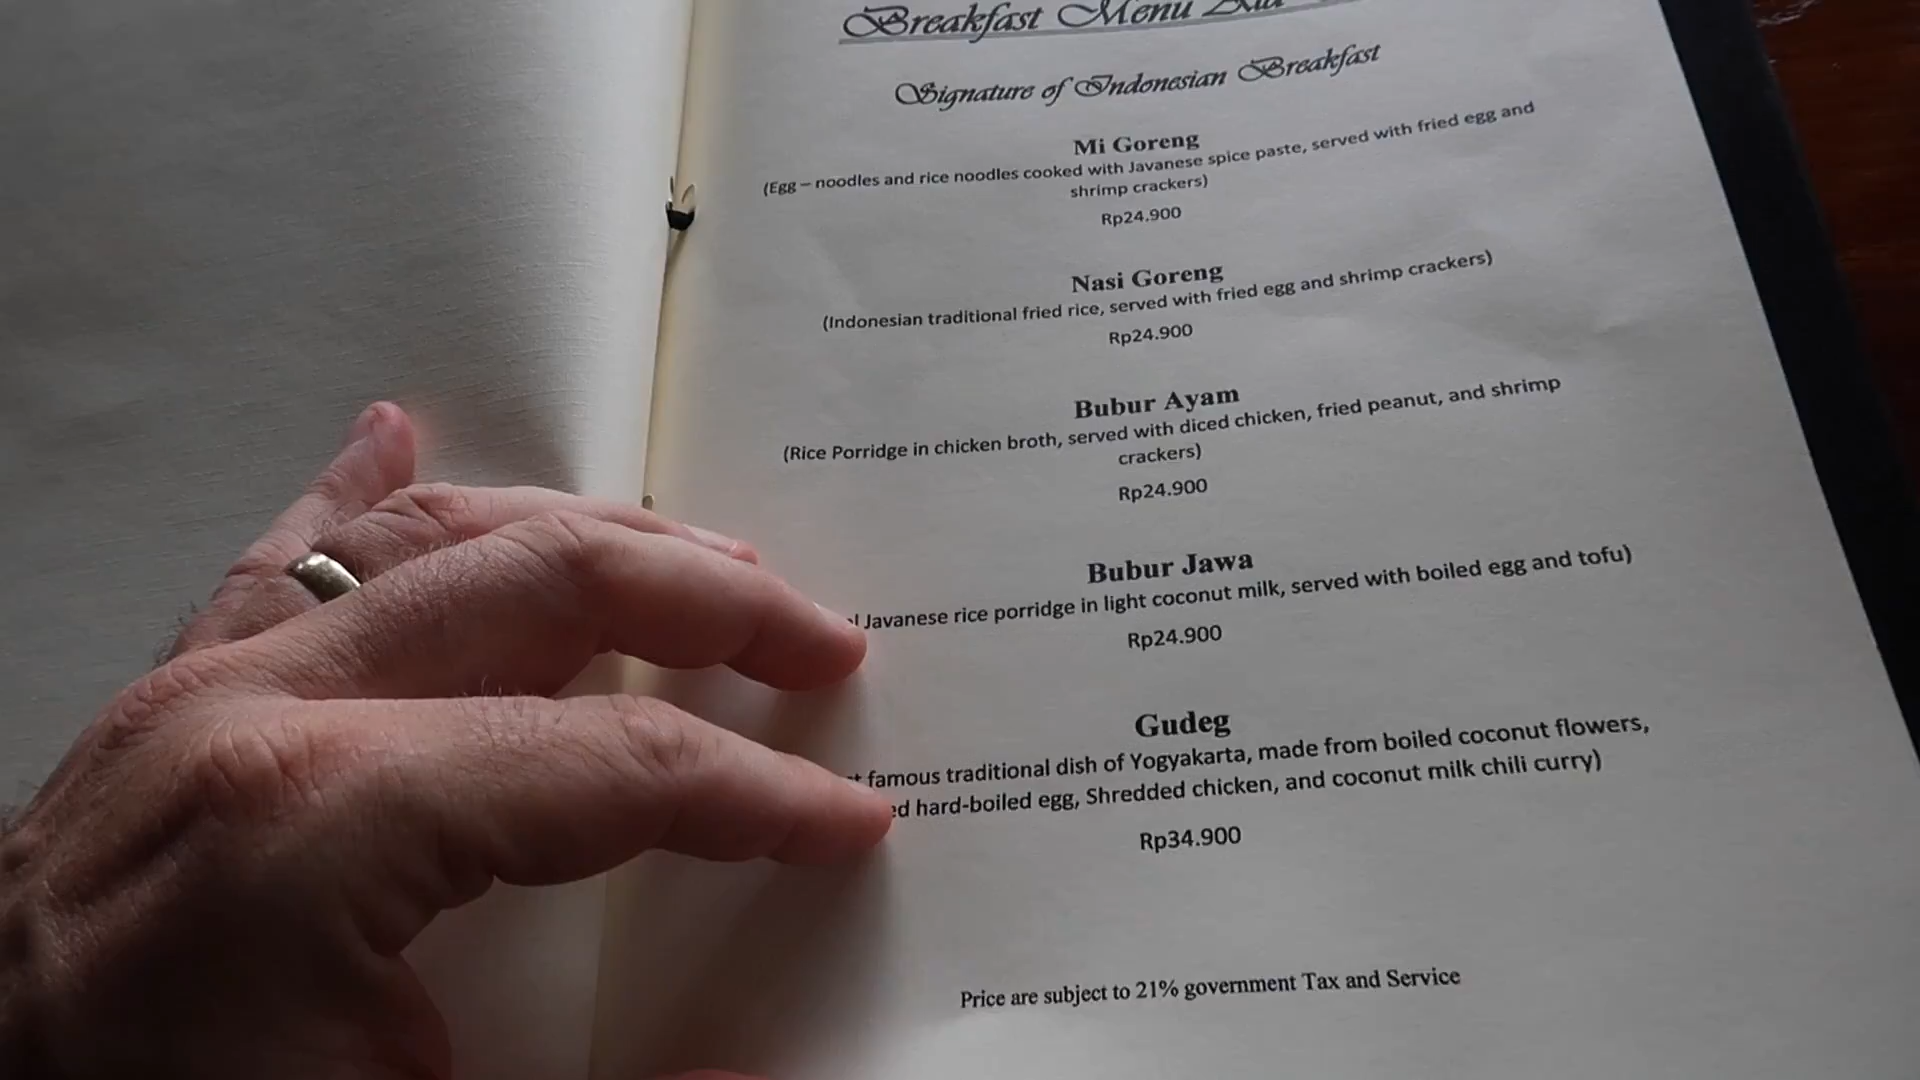 Breakfast Menu
Signature of Indonesian Breakfast
Mi Goreng
(Egg – noodles and rice noodles cooked with Javanese spice paste, served with fried egg and
shrimp crackers)
Rp24.900
Nasi Goreng
(Indonesian traditional fried rice, served with fried egg and shrimp crackers)
Rp24.900
Bubur Ayam
(Rice Porridge in chicken broth, served with diced chicken, fried peanut, and shrimp
crackers)
Rp24.900
Bubur Jawa
Javanese rice porridge in light coconut milk, served with boiled egg and tofu)
Rp24.900
Gudeg
famous traditional dish of Yogyakarta, made from boiled coconut flowers,
hard-boiled egg, Shredded chicken, and coconut milk chili curry)
Rp34.900
Price are subject to 21% government Tax and Service